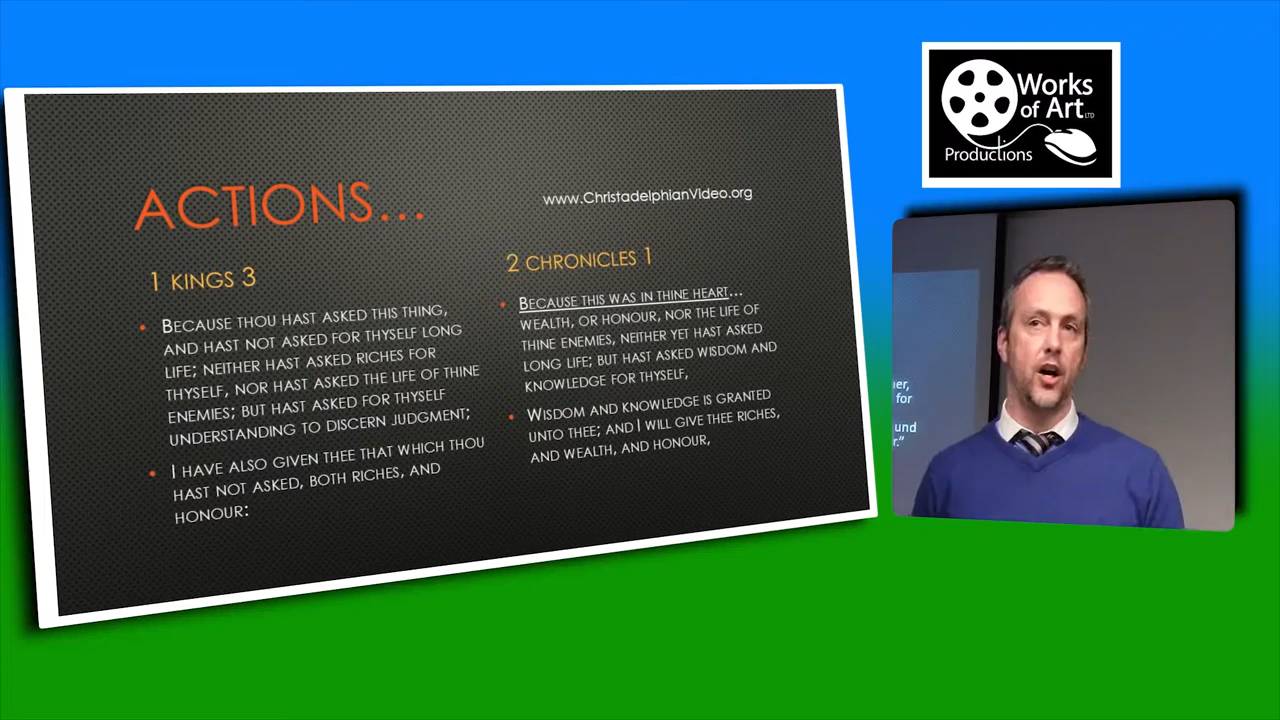 ACTIONS...
www.ChristadelphianVideo.org
1 KINGS 3
• BECAUSE THOU HAST ASKED THIS THING,
AND HAST NOT ASKED FOR THYSELF LONG
LIFE; NEITHER HAST ASKED RICHES FOR
THYSELF, NOR HAST ASKED THE LIFE OF THINE
ENEMIES; BUT HAST ASKED FOR THYSELF
UNDERSTANDING TO DISCERN JUDGMENT;
• I HAVE ALSO GIVEN THEE THAT WHICH THOU
HAST NOT ASKED, BOTH RICHES, AND
HONOUR:
2 CHRONICLES 1
• BECAUSE THIS WAS IN THINE HEART...
WEALTH, OR HONOUR, NOR THE LIFE OF
THINE ENEMIES, NEITHER YET HAST ASKED
LONG LIFE; BUT HAST ASKED WISDOM AND
KNOWLEDGE FOR THYSELF,
• WISDOM AND KNOWLEDGE IS GRANTED
UNTO THEE; AND I WILL GIVE THEE RICHES,
AND WEALTH, AND HONOUR,
Works
of Art LTD
Productions
for